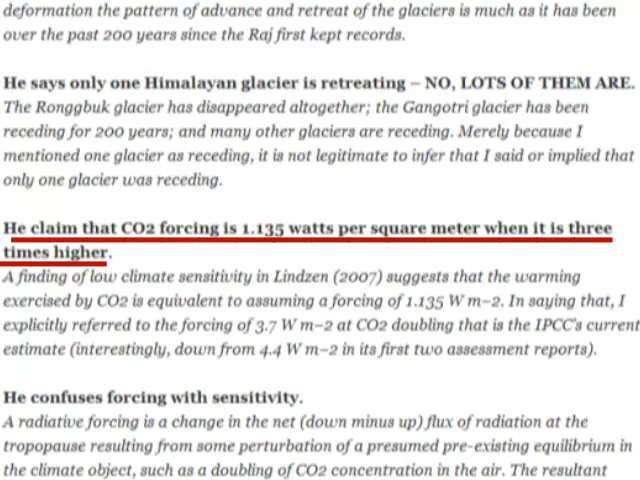 deformation the pattern of advance and retreat of the glaciers is much as it has been
over the past 200 years since the Raj first kept records.
He says only one Himalayan glacier is retreating – NO, LOTS OF THEM ARE.
The Ronggbuk glacier has disappeared altogether; the Gangotri glacier has been
receding for 200 years; and many other glaciers are receding. Merely because I
mentioned one glacier as receding, it is not legitimate to infer that I said or implied that
only one glacier was receding.
He claim that CO2 forcing is 1.135 watts per square meter when it is three
times higher.
A finding of low climate sensitivity in Lindzen (2007) suggests that the warming
exercised by CO2 is equivalent to assuming a forcing of 1.135 W m–2. In saying that, I
explicitly referred to the forcing of 3.7 W m–2 at CO2 doubling that is the IPCC's current
estimate (interestingly, down from 4.4 W m–2 in its first two assessment reports).
He confuses forcing with sensitivity.
A radiative forcing is a change in the net (down minus up) flux of radiation at the
tropopause resulting from some perturbation of a presumed pre-existing equilibrium in
the climate object, such as a doubling of CO2 concentration in the air. The resultant